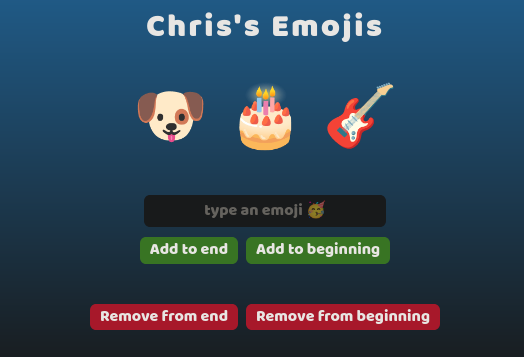 Chris's Emojis
type an emoji 🥳
Add to end Add to beginning
Remove from end Remove from beginning